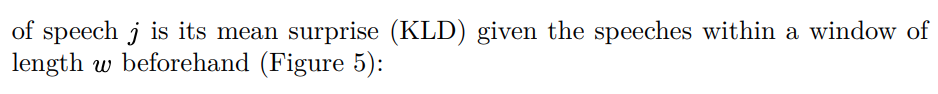 of speech j is its mean surprise (KLD) given the speeches within a window of
length w beforehand (Figure 5):